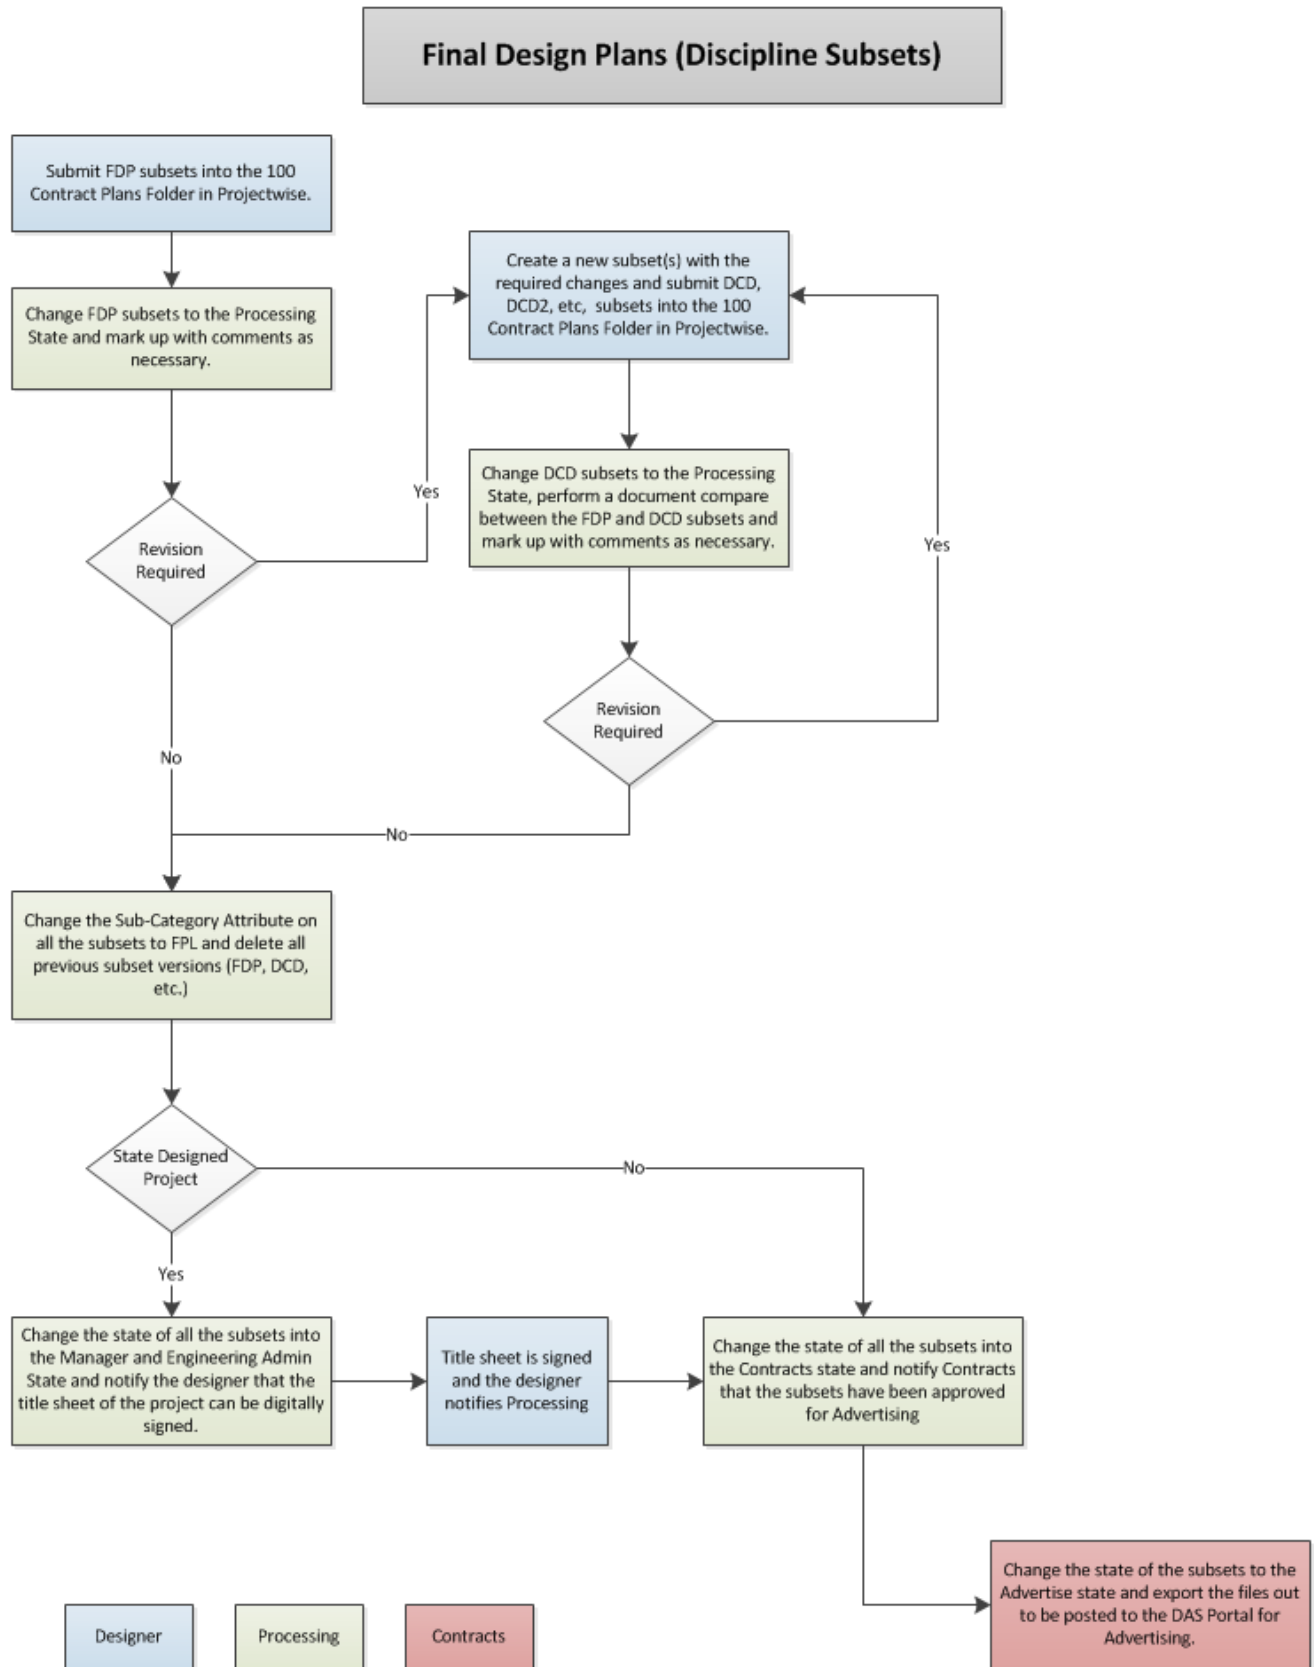 Final Design Plans (Discipline Subsets)
Submit FDP subsets into the 100
Contract Plans Folder in Projectwise.
Change FDP subsets to the Processing
State and mark up with comments as
necessary.
Revision
Required
Yes
No
Create a new subset(s) with the
required changes and submit DCD,
DCD2, etc,  subsets into the 100
Contract Plans Folder in Projectwise.
Change DCD subsets to the Processing
State, perform a document compare
between the FDP and DCD subsets and
mark up with comments as necessary.
Revision
Required
Yes
No
Change the Sub-Category Attribute on
all the subsets to FPL and delete all
previous subset versions (FDP, DCD,
etc.)
State Designed
Project
No
Yes
Change the state of all the subsets into
the Manager and Engineering Admin
State and notify the designer that the
title sheet of the project can be digitally
signed.
Title sheet is signed
and the designer
notifies Processing
Change the state of all the subsets into
the Contracts state and notify Contracts
that the subsets have been approved
for Advertising
Change the state of the subsets to the
Advertise state and export the files out
to be posted to the DAS Portal for
Advertising.
Designer
Processing
Contracts